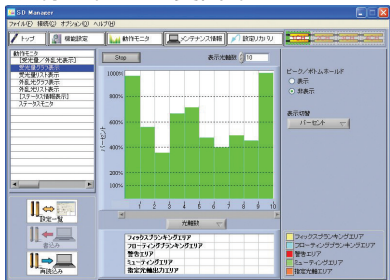 SD Manager
ファイル(F) 接続(C) オプション(O) ヘルプ(H)
トップ 機能設定 動作モニタ メンテナンス情報 設定リカバリ
動作モニタ
[受光量/外乱光表示]
受光量グラフ表示
受光量リスト表示
外乱光グラフ表示
外乱光リスト表示
[ステータス情報表示]
ステータスモニタ
Stop
表示光軸数 10
パーセント
1000%
800%
600%
400%
200%
1 2 3 4 5 6 7 8 9 10
光軸数
ピーク/ボトムホールド
表示
非表示
表示切替
パーセント
設定一覧
書込み
再読込み
フィックスブランキングエリア
フローティングブランキングエリア
警告エリア
ミューティングエリア
指定光軸出力エリア
フィックスブランキングエリア
フローティングブランキングエリア
警告エリア
ミューティングエリア
指定光軸エリア